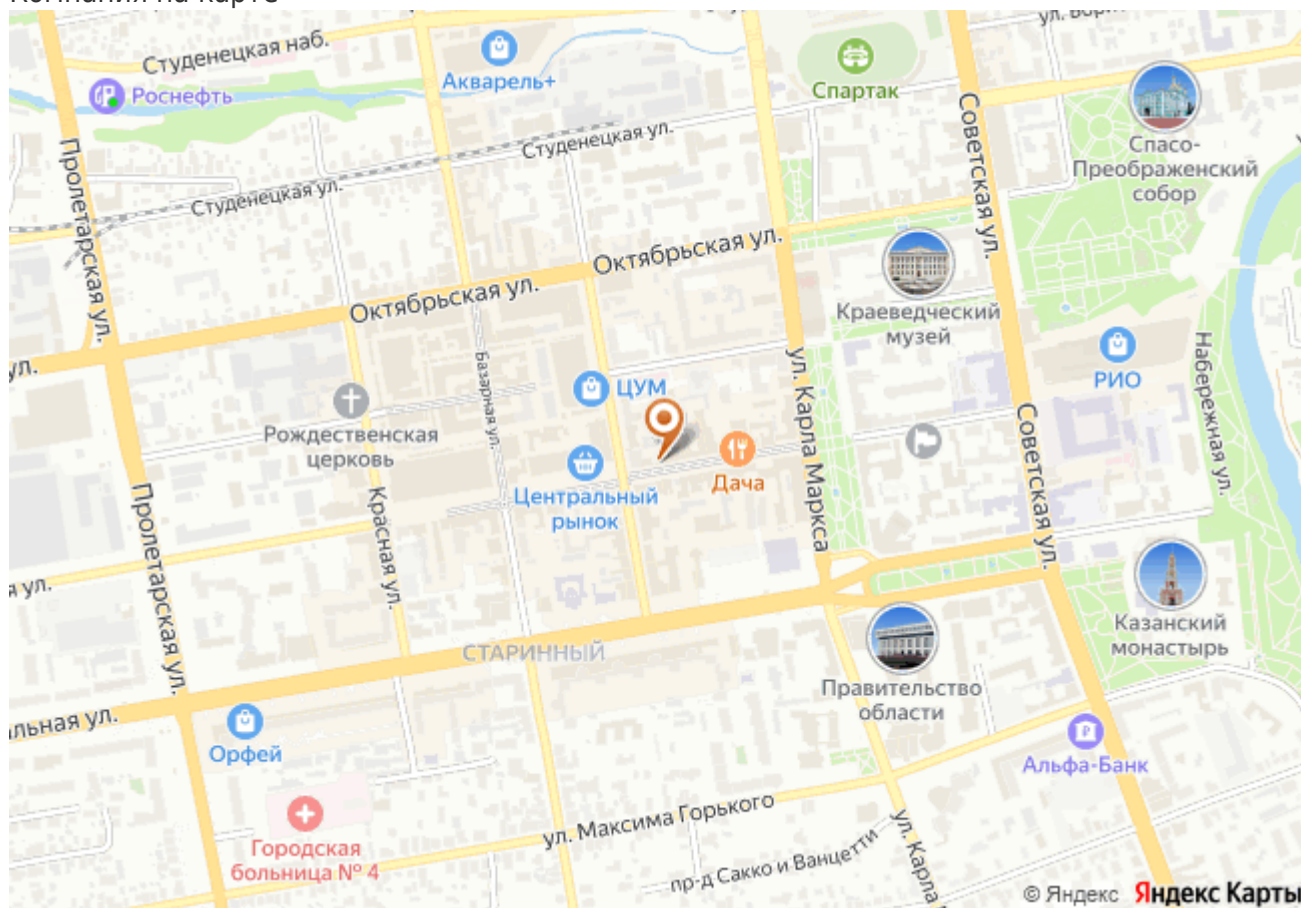 Компания на карте
ул. Бори
Студенецкая наб.
Акварель+
Спартак
Роснефть
Советская ул.
Спасо-
Преображенский
собор
Студенецкая ул.
Студенецкая ул.
Пролетарская ул.
Октябрьская ул.
Октябрьская ул.
Краеведческий
музей
ул.
Базарная ул.
ЦУМ
ул. Карла Маркса
РИО
Набережная ул.
Рождественская
церковь
Дача
Центральный
рынок
Советская ул.
Пролетарская ул.
Красная ул.
я ул.
Казанский
монастырь
СТАРИННЫЙ
Правительство
области
льная ул.
Орфей
Альфа-Банк
ул. Максима Горького
Городская
больница № 4
пр-д Сакко и Ванцетти
ул. Карла
© Яндекс Яндекс Карты